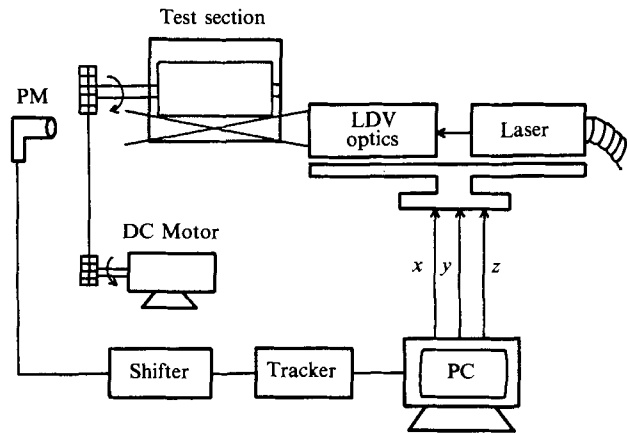 Test section
PM
LDV
optics
Laser
DC Motor
x
y
z
Shifter
Tracker
PC